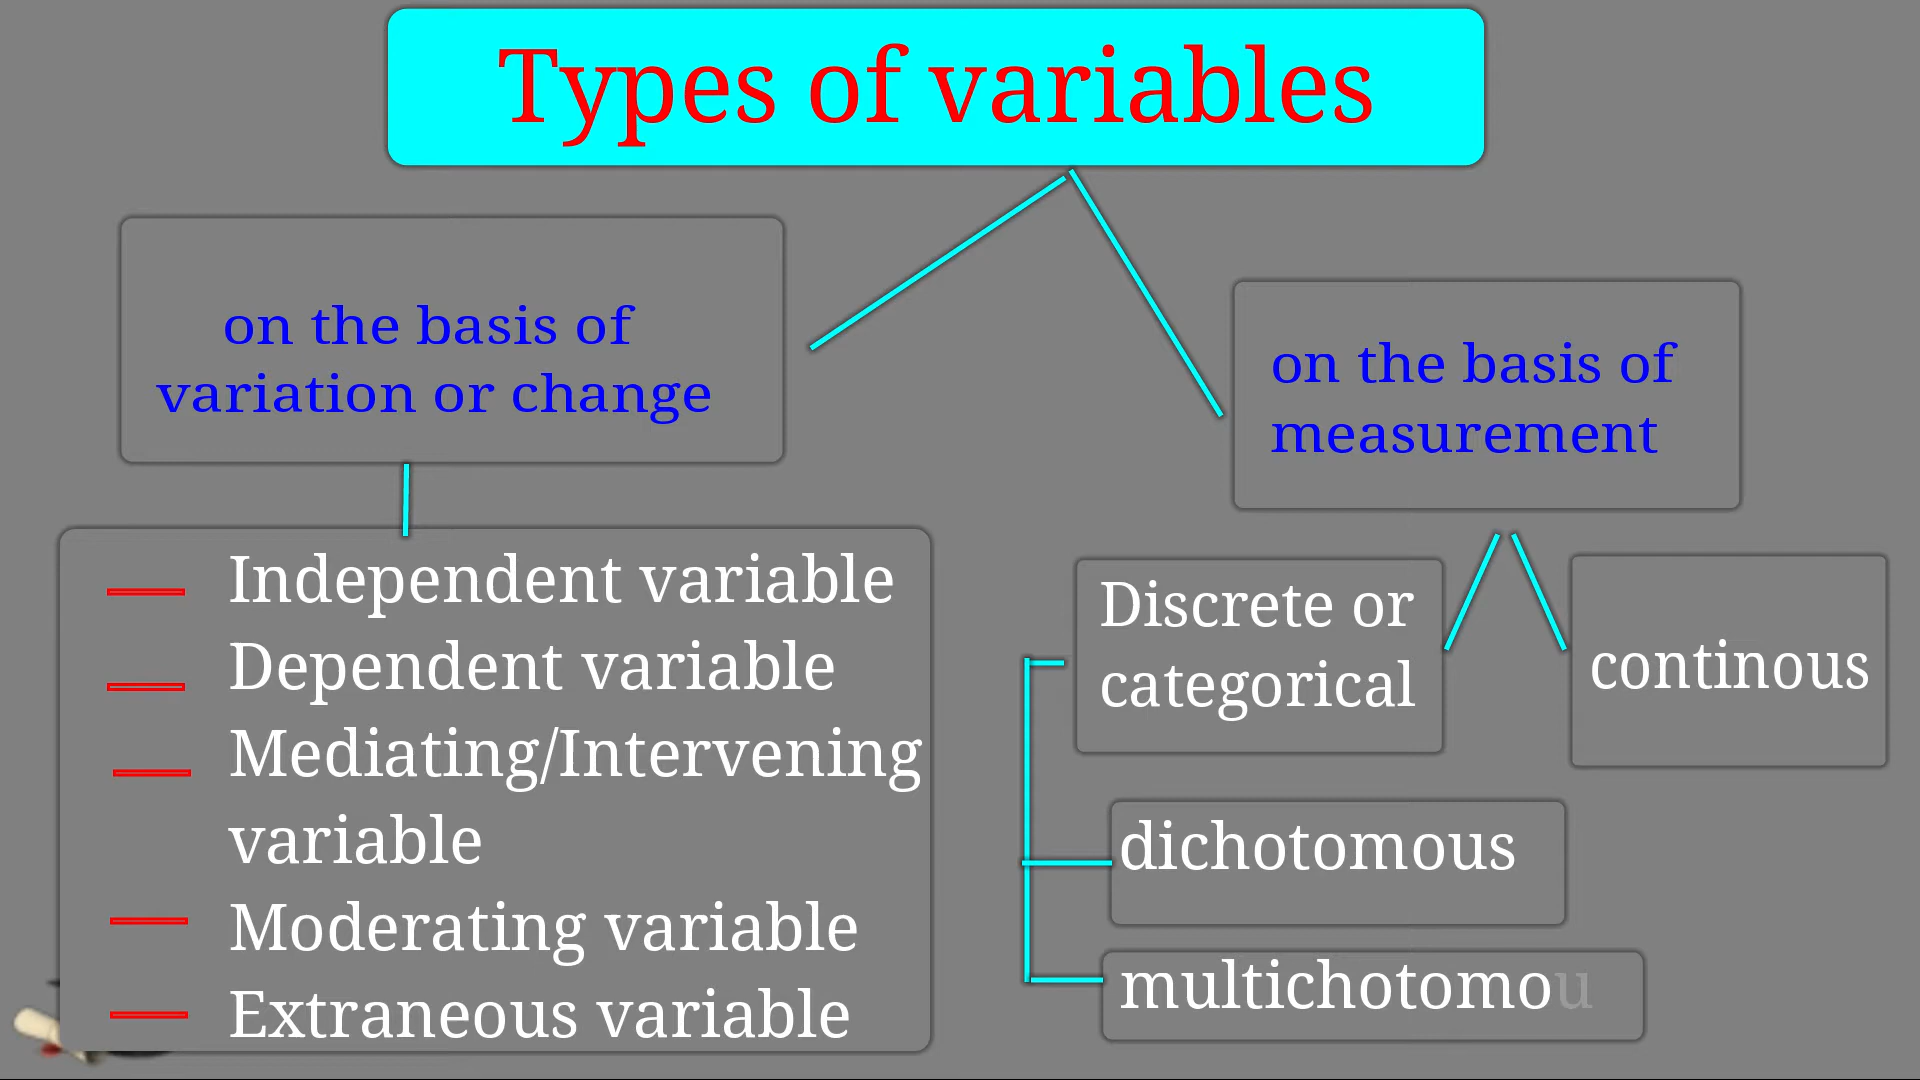 Types of variables
on the basis of
variation or change
on the basis of
measurement
Independent variable
Dependent variable
Mediating/Intervening
variable
Moderating variable
Extraneous variable
Discrete or
categorical
continous
dichotomous
multichotomou